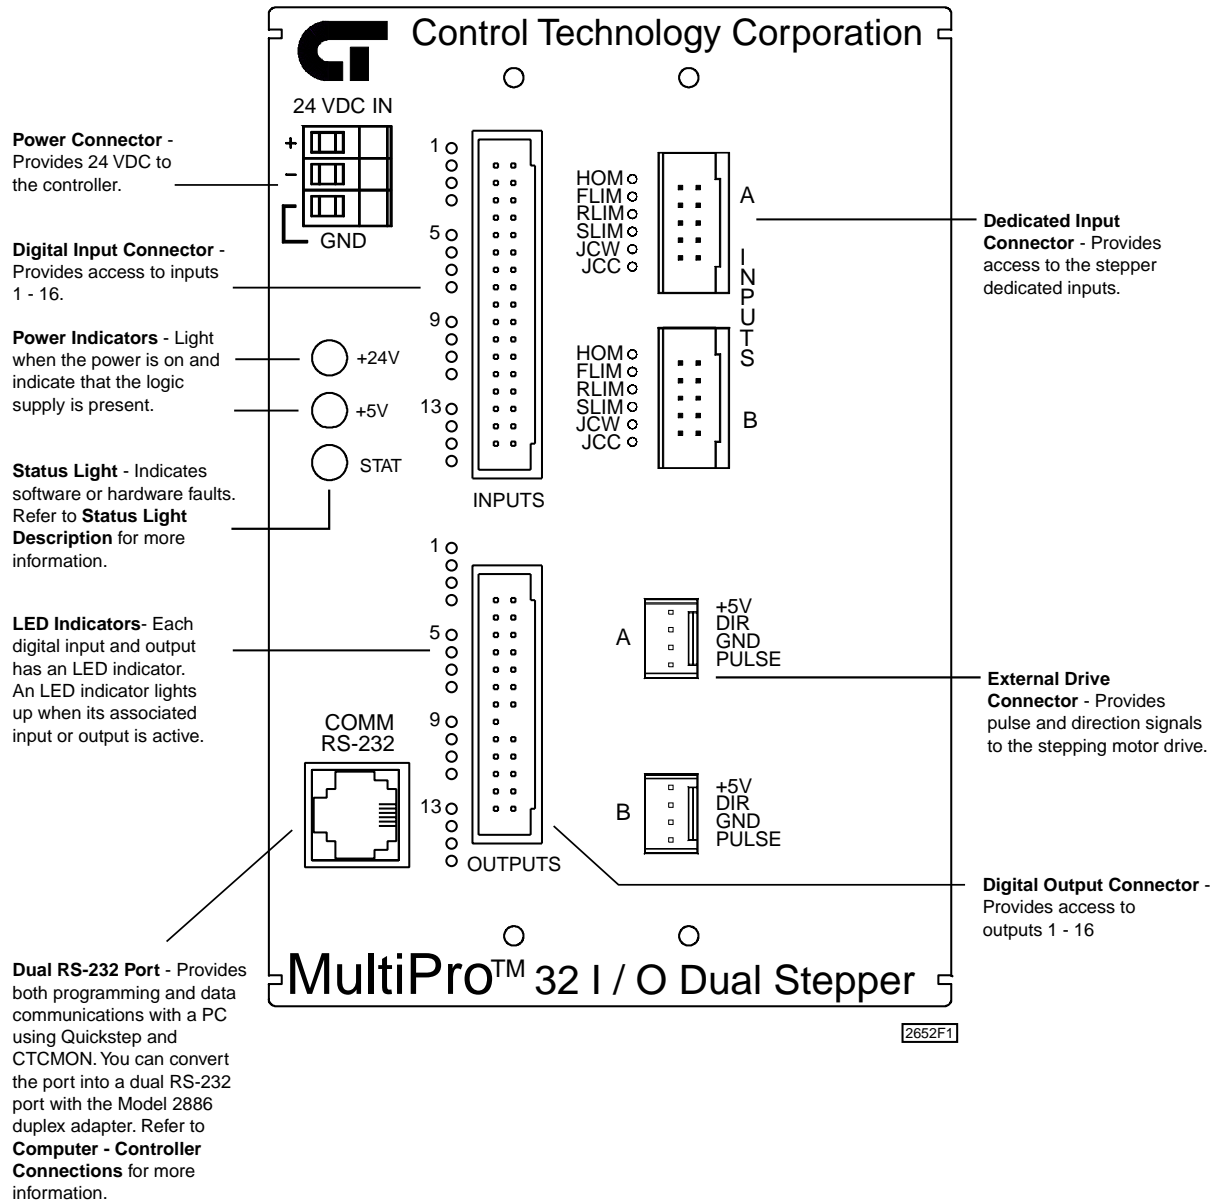 Control Technology Corporation
24 VDC IN
+
−
GND
Power Connector -
Provides 24 VDC to
the controller.
Digital Input Connector -
Provides access to inputs
1 - 16.
Power Indicators - Light
when the power is on and
indicate that the logic
supply is present.
Status Light - Indicates
software or hardware faults.
Refer to Status Light
Description for more
information.
LED Indicators- Each
digital input and output
has an LED indicator.
An LED indicator lights
up when its associated
input or output is active.
Dual RS-232 Port - Provides
both programming and data
communications with a PC
using Quickstep and
CTCMON. You can convert
the port into a dual RS-232
port with the Model 2886
duplex adapter. Refer to
Computer - Controller
Connections for more
information.
+24V
+5V
STAT
COMM
RS-232
1
5
9
13
INPUTS
1
5
9
13
OUTPUTS
HOM
FLIM
RLIM
SLIM
JCW
JCC
A
INPUTS
HOM
FLIM
RLIM
SLIM
JCW
JCC
B
A
+5V
DIR
GND
PULSE
B
+5V
DIR
GND
PULSE
Dedicated Input
Connector - Provides
access to the stepper
dedicated inputs.
External Drive
Connector - Provides
pulse and direction signals
to the stepping motor drive.
Digital Output Connector -
Provides access to
outputs 1 - 16
MultiPro™ 32 I / O Dual Stepper
2652F1